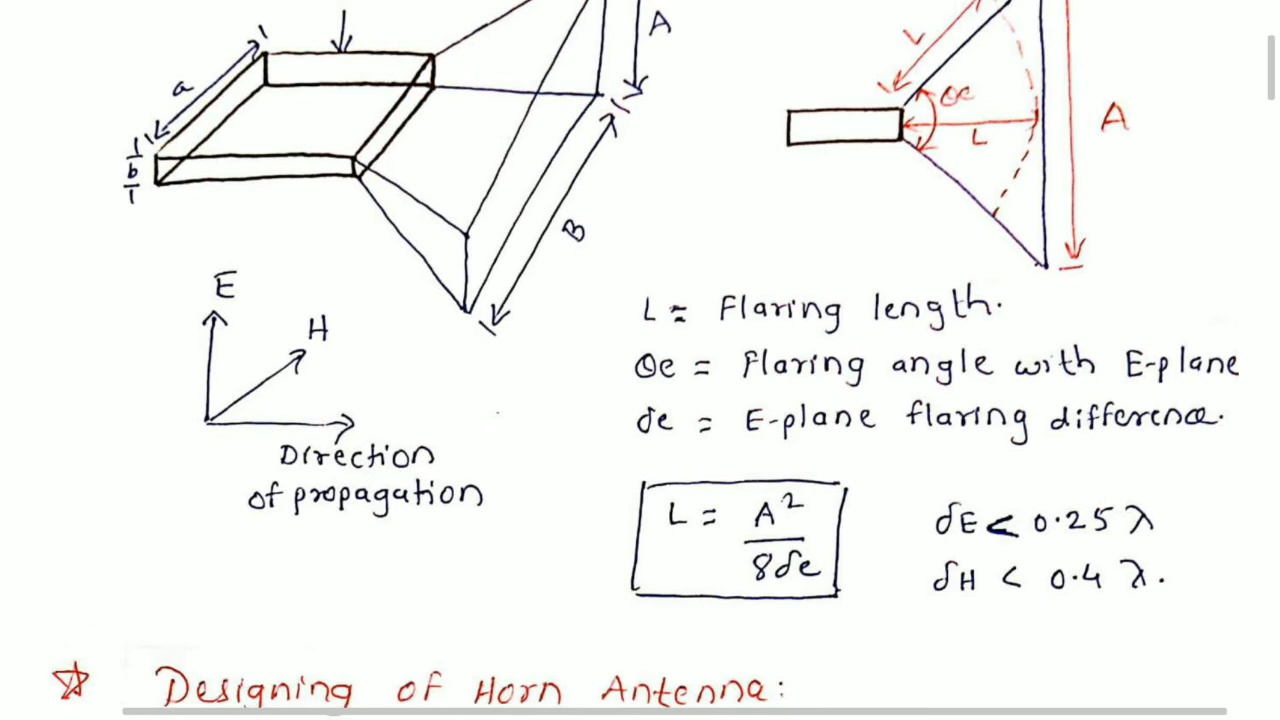 A
a
b
B
E
H
Direction
of propagation
L
θe
L
A
L = Flaring length.
θe = Flaring angle with E-plane
δe = E-plane flaring difference.
L = A²/8δe
δE < 0.25 λ
δH < 0.4 λ.
☆ Designing of Horn Antenna: